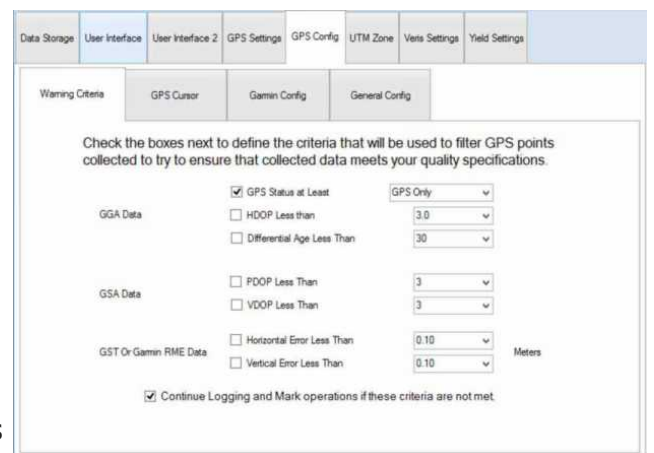 Data Storage User Interface User Interface 2 GPS Settings GPS Config UTM Zone Veris Settings Yield Settings
Warning Criteria GPS Cursor Garmin Config General Config
Check the boxes next to define the criteria that will be used to filter GPS points
collected to try to ensure that collected data meets your quality specifications.
GPS Status at Least GPS Only
GGA Data HDOP Less than 3.0
Differential Age Less Than 30
PDOP Less Than 3
GSA Data
VDOP Less Than 3
Horizontal Error Less Than 0.10
GST Or Garmin RME Data Meters
Vertical Error Less Than 0.10
Continue Logging and Mark operations if these criteria are not met.
s